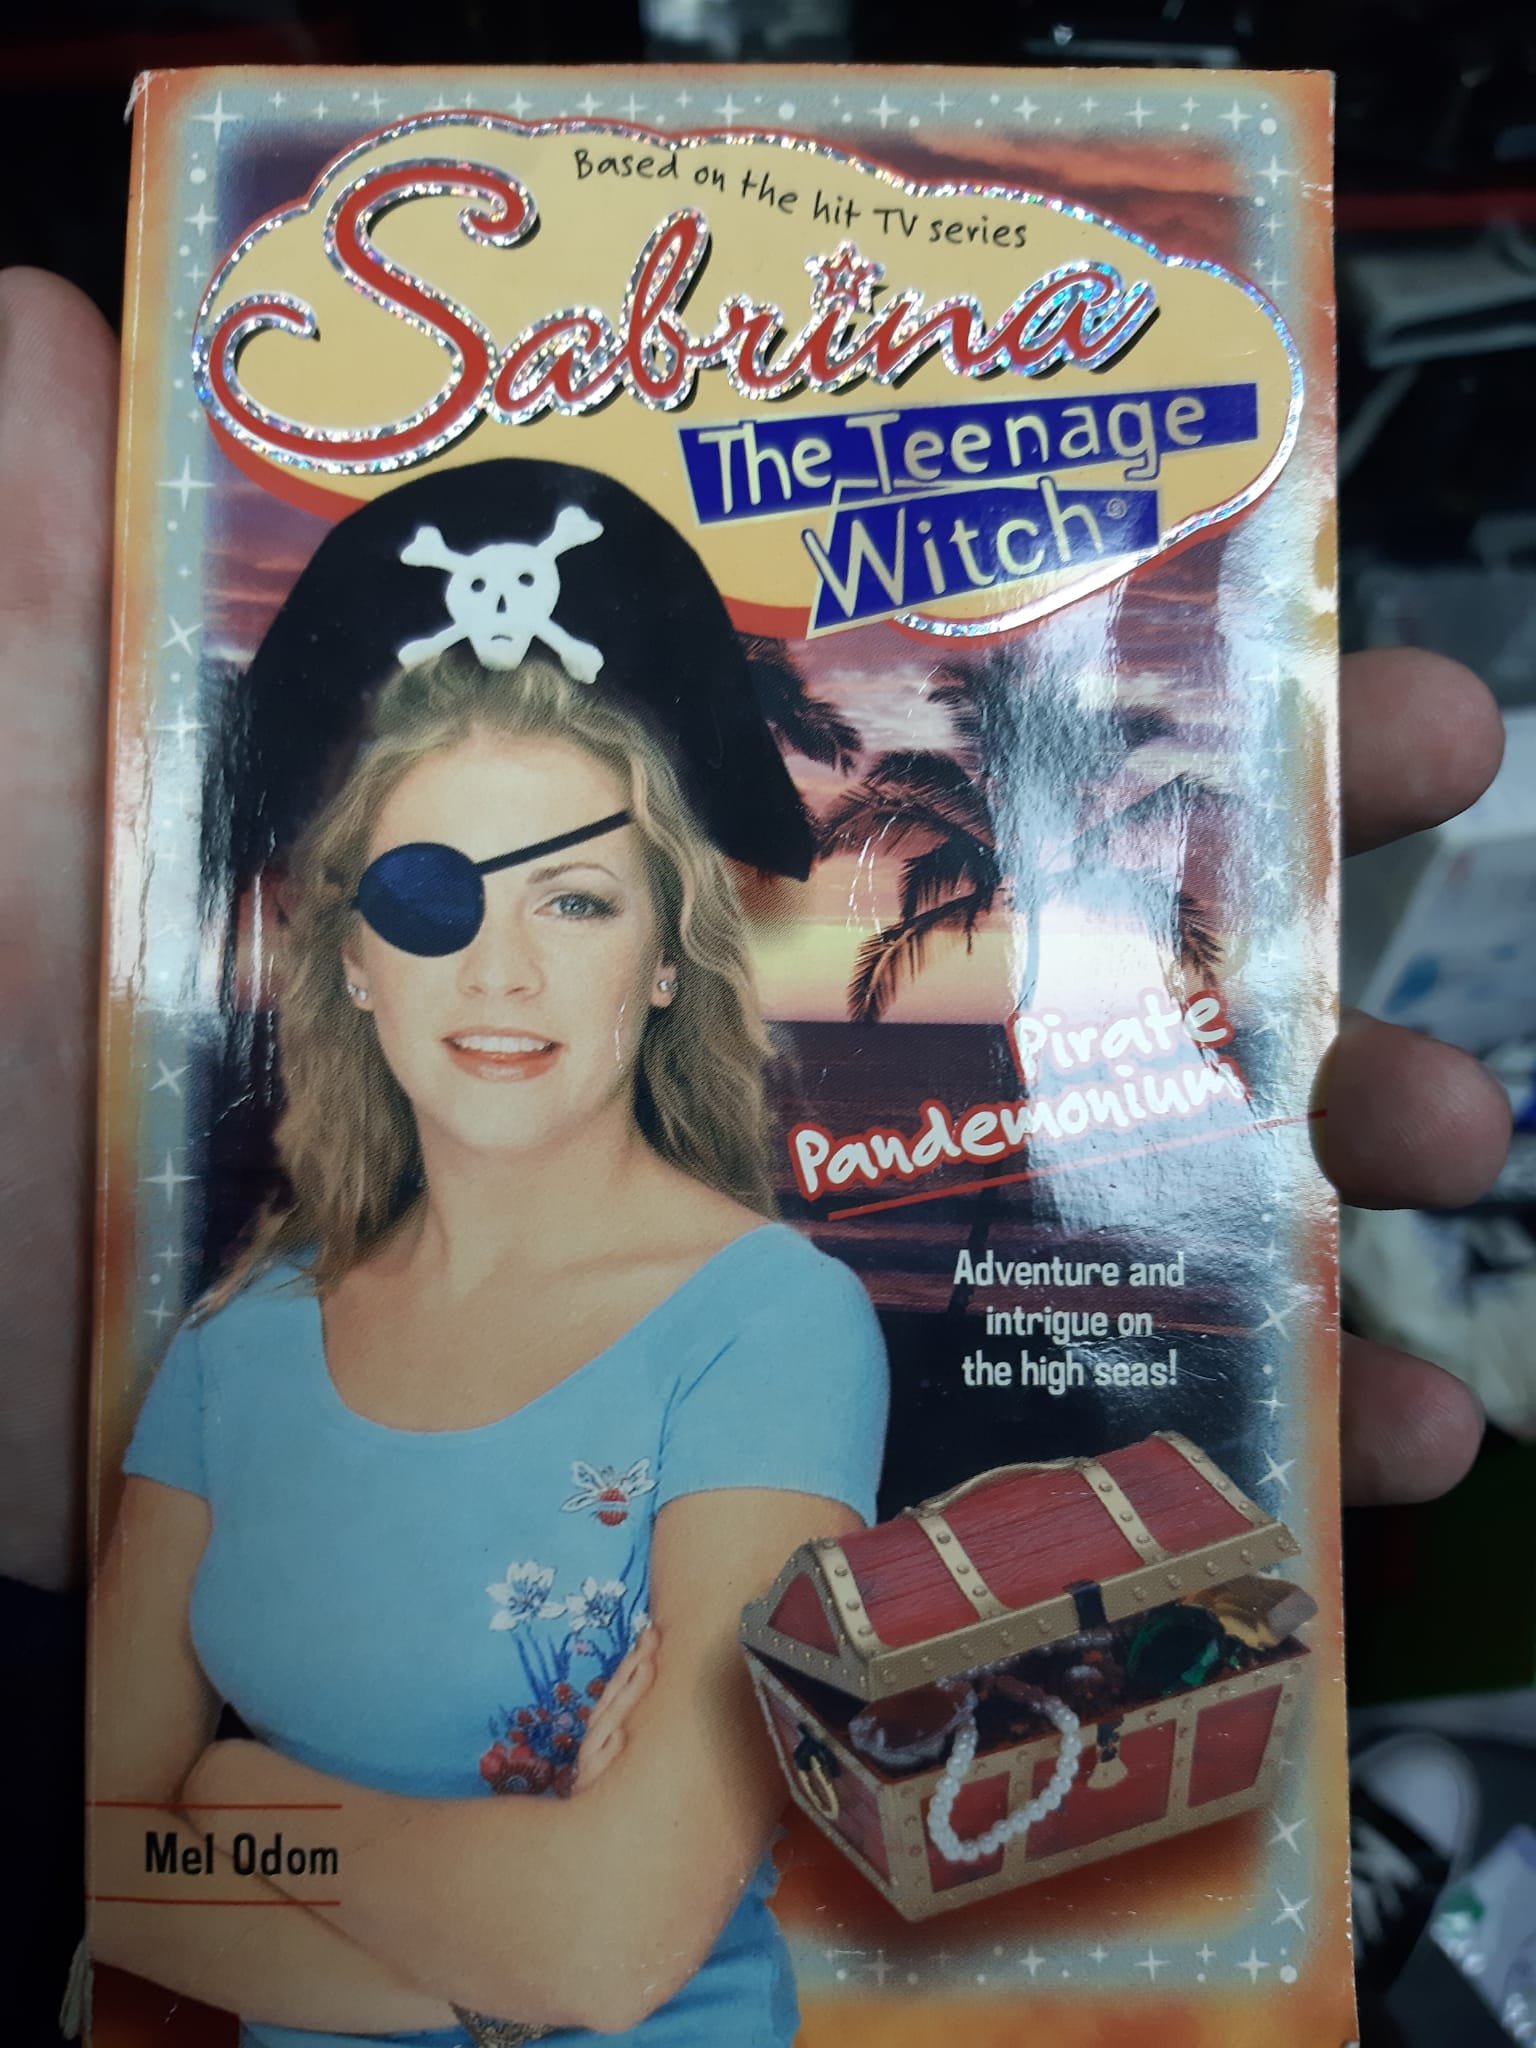 Based on the hit TV series
Sabrina
The Teenage
Witch®
Pirate
Pandemonium
Adventure and
intrigue on
the high seas!
Mel Odom